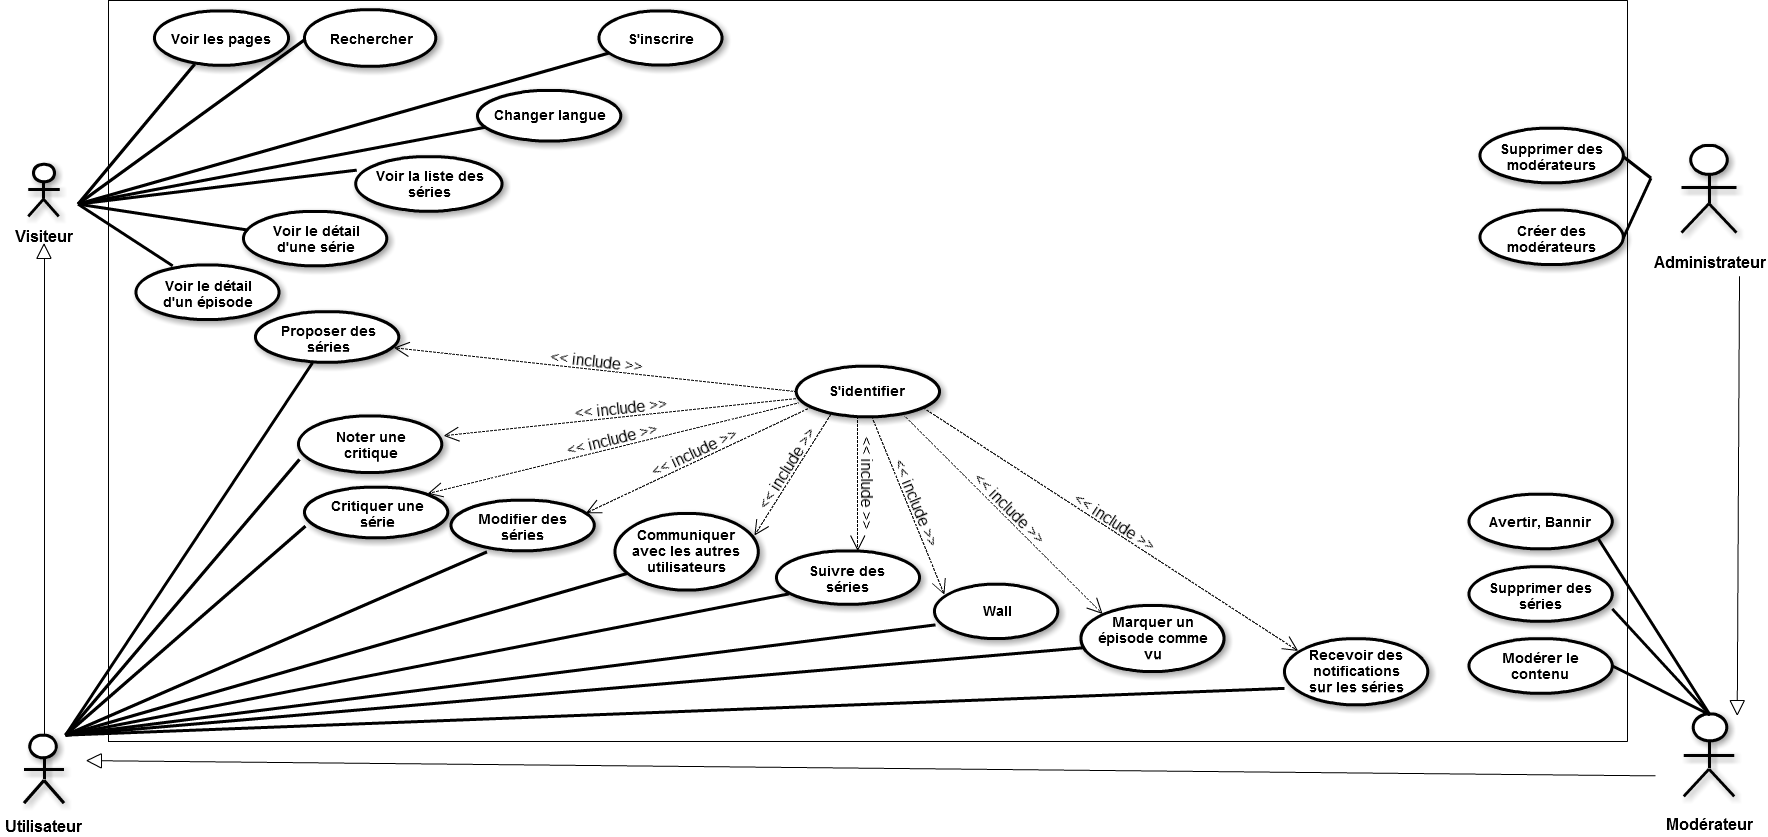 Voir les pages
Rechercher
S'inscrire
Changer langue
Voir la liste des
séries
Voir le détail
d'une série
Voir le détail
d'un épisode
Visiteur
Supprimer des
modérateurs
Créer des
modérateurs
Administrateur
Proposer des
séries
<< include >>
S'identifier
<< include >>
<< include >>
<< include >>
<< include >>
<< include >>
<< include >>
<< include >>
<< include >>
Noter une
critique
Critiquer une
série
Modifier des
séries
Communiquer
avec les autres
utilisateurs
Suivre des
séries
Wall
Marquer un
épisode comme
vu
Recevoir des
notifications
sur les séries
Avertir, Bannir
Supprimer des
séries
Modérer le
contenu
Utilisateur
Modérateur